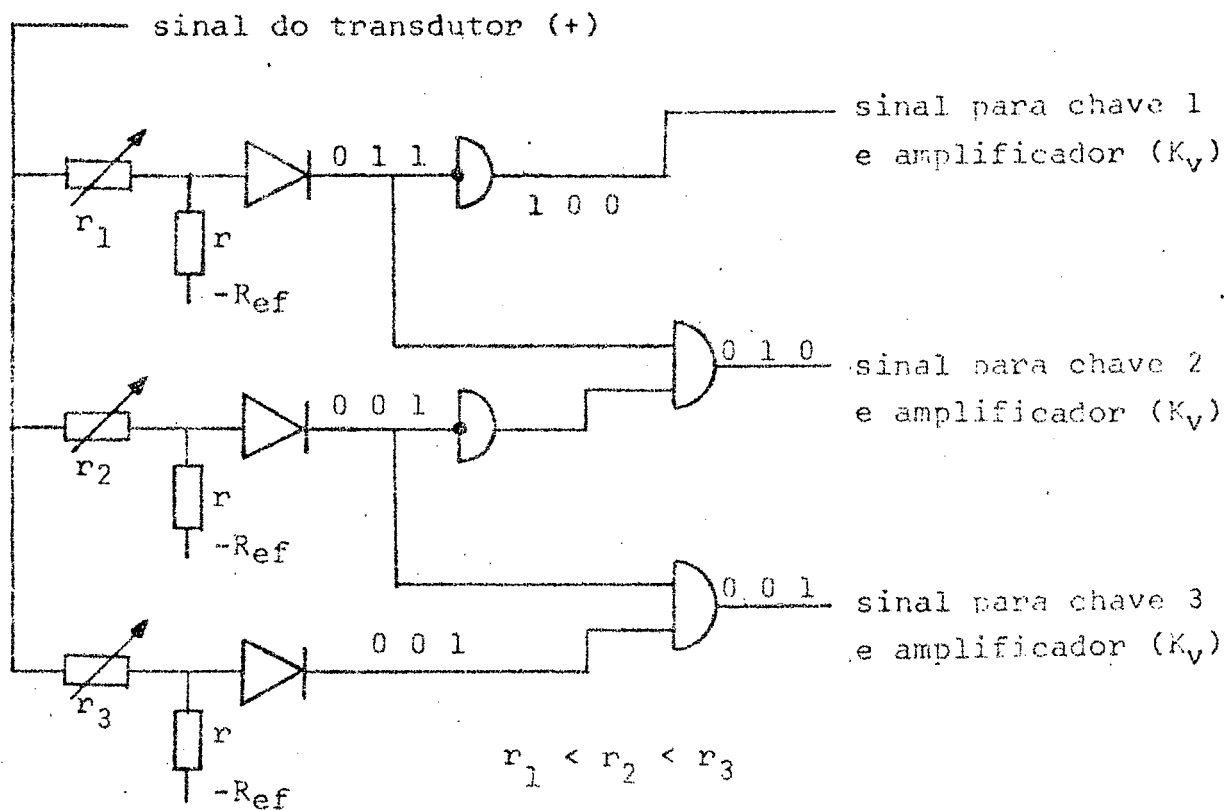 sinal do transdutor (+)
sinal para chave 1
e amplificador (Kv)
0 1 1
1 0 0
r1
r
-Ref
0 1 0
sinal para chave 2
e amplificador (Kv)
0 0 1
r2
r
-Ref
0 0 1
sinal para chave 3
e amplificador (Kv)
0 0 1
r3
r
-Ref
r1 < r2 < r3